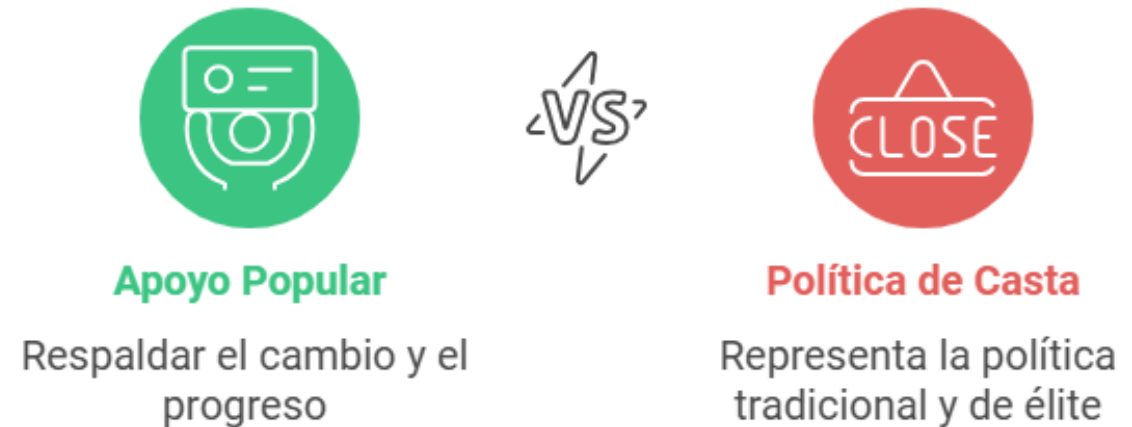 VS
CLOSE
Apoyo Popular
Política de Casta
Respaldar el cambio y el
progreso
Representa la política
tradicional y de élite